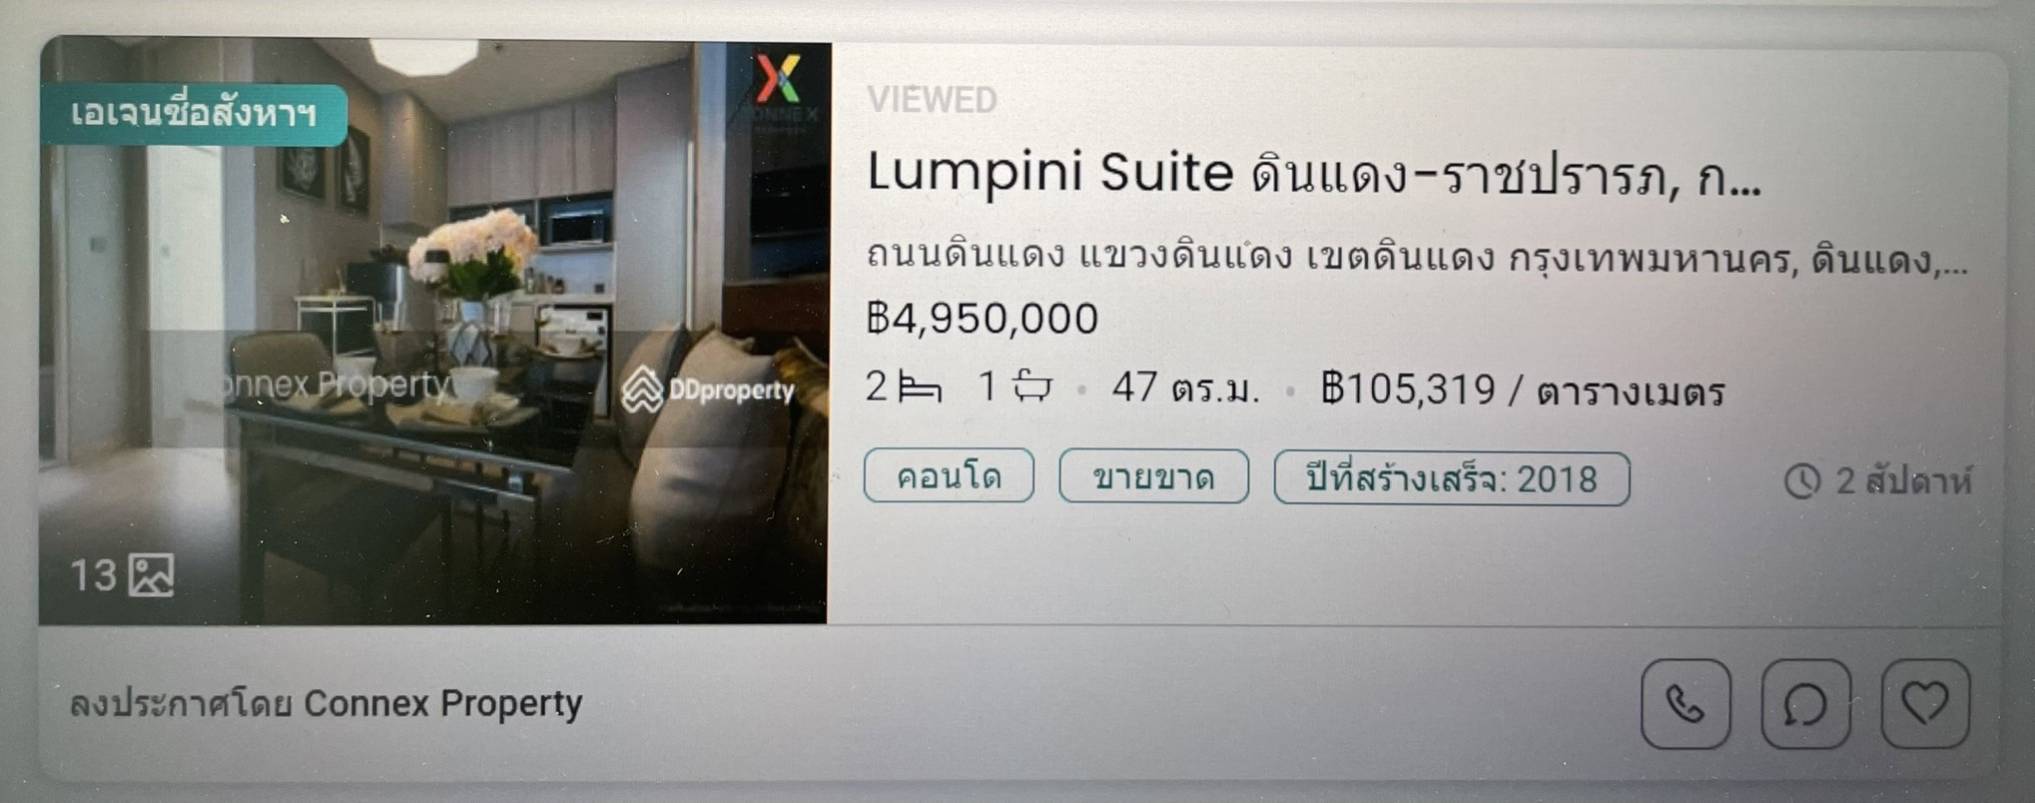 เอเจนซี่อสังหาฯ
CONNEX
onnex Property
DDproperty
13
VIEWED
Lumpini Suite ดินแดง-ราชปรารภ, ก...
ถนนดินแดง แขวงดินแดง เขตดินแดง กรุงเทพมหานคร, ดินแดง,...
฿4,950,000
2 1 • 47 ตร.ม. • ฿105,319 / ตารางเมตร
คอนโด ขายขาด ปีที่สร้างเสร็จ: 2018 2 สัปดาห์
ลงประกาศโดย Connex Property